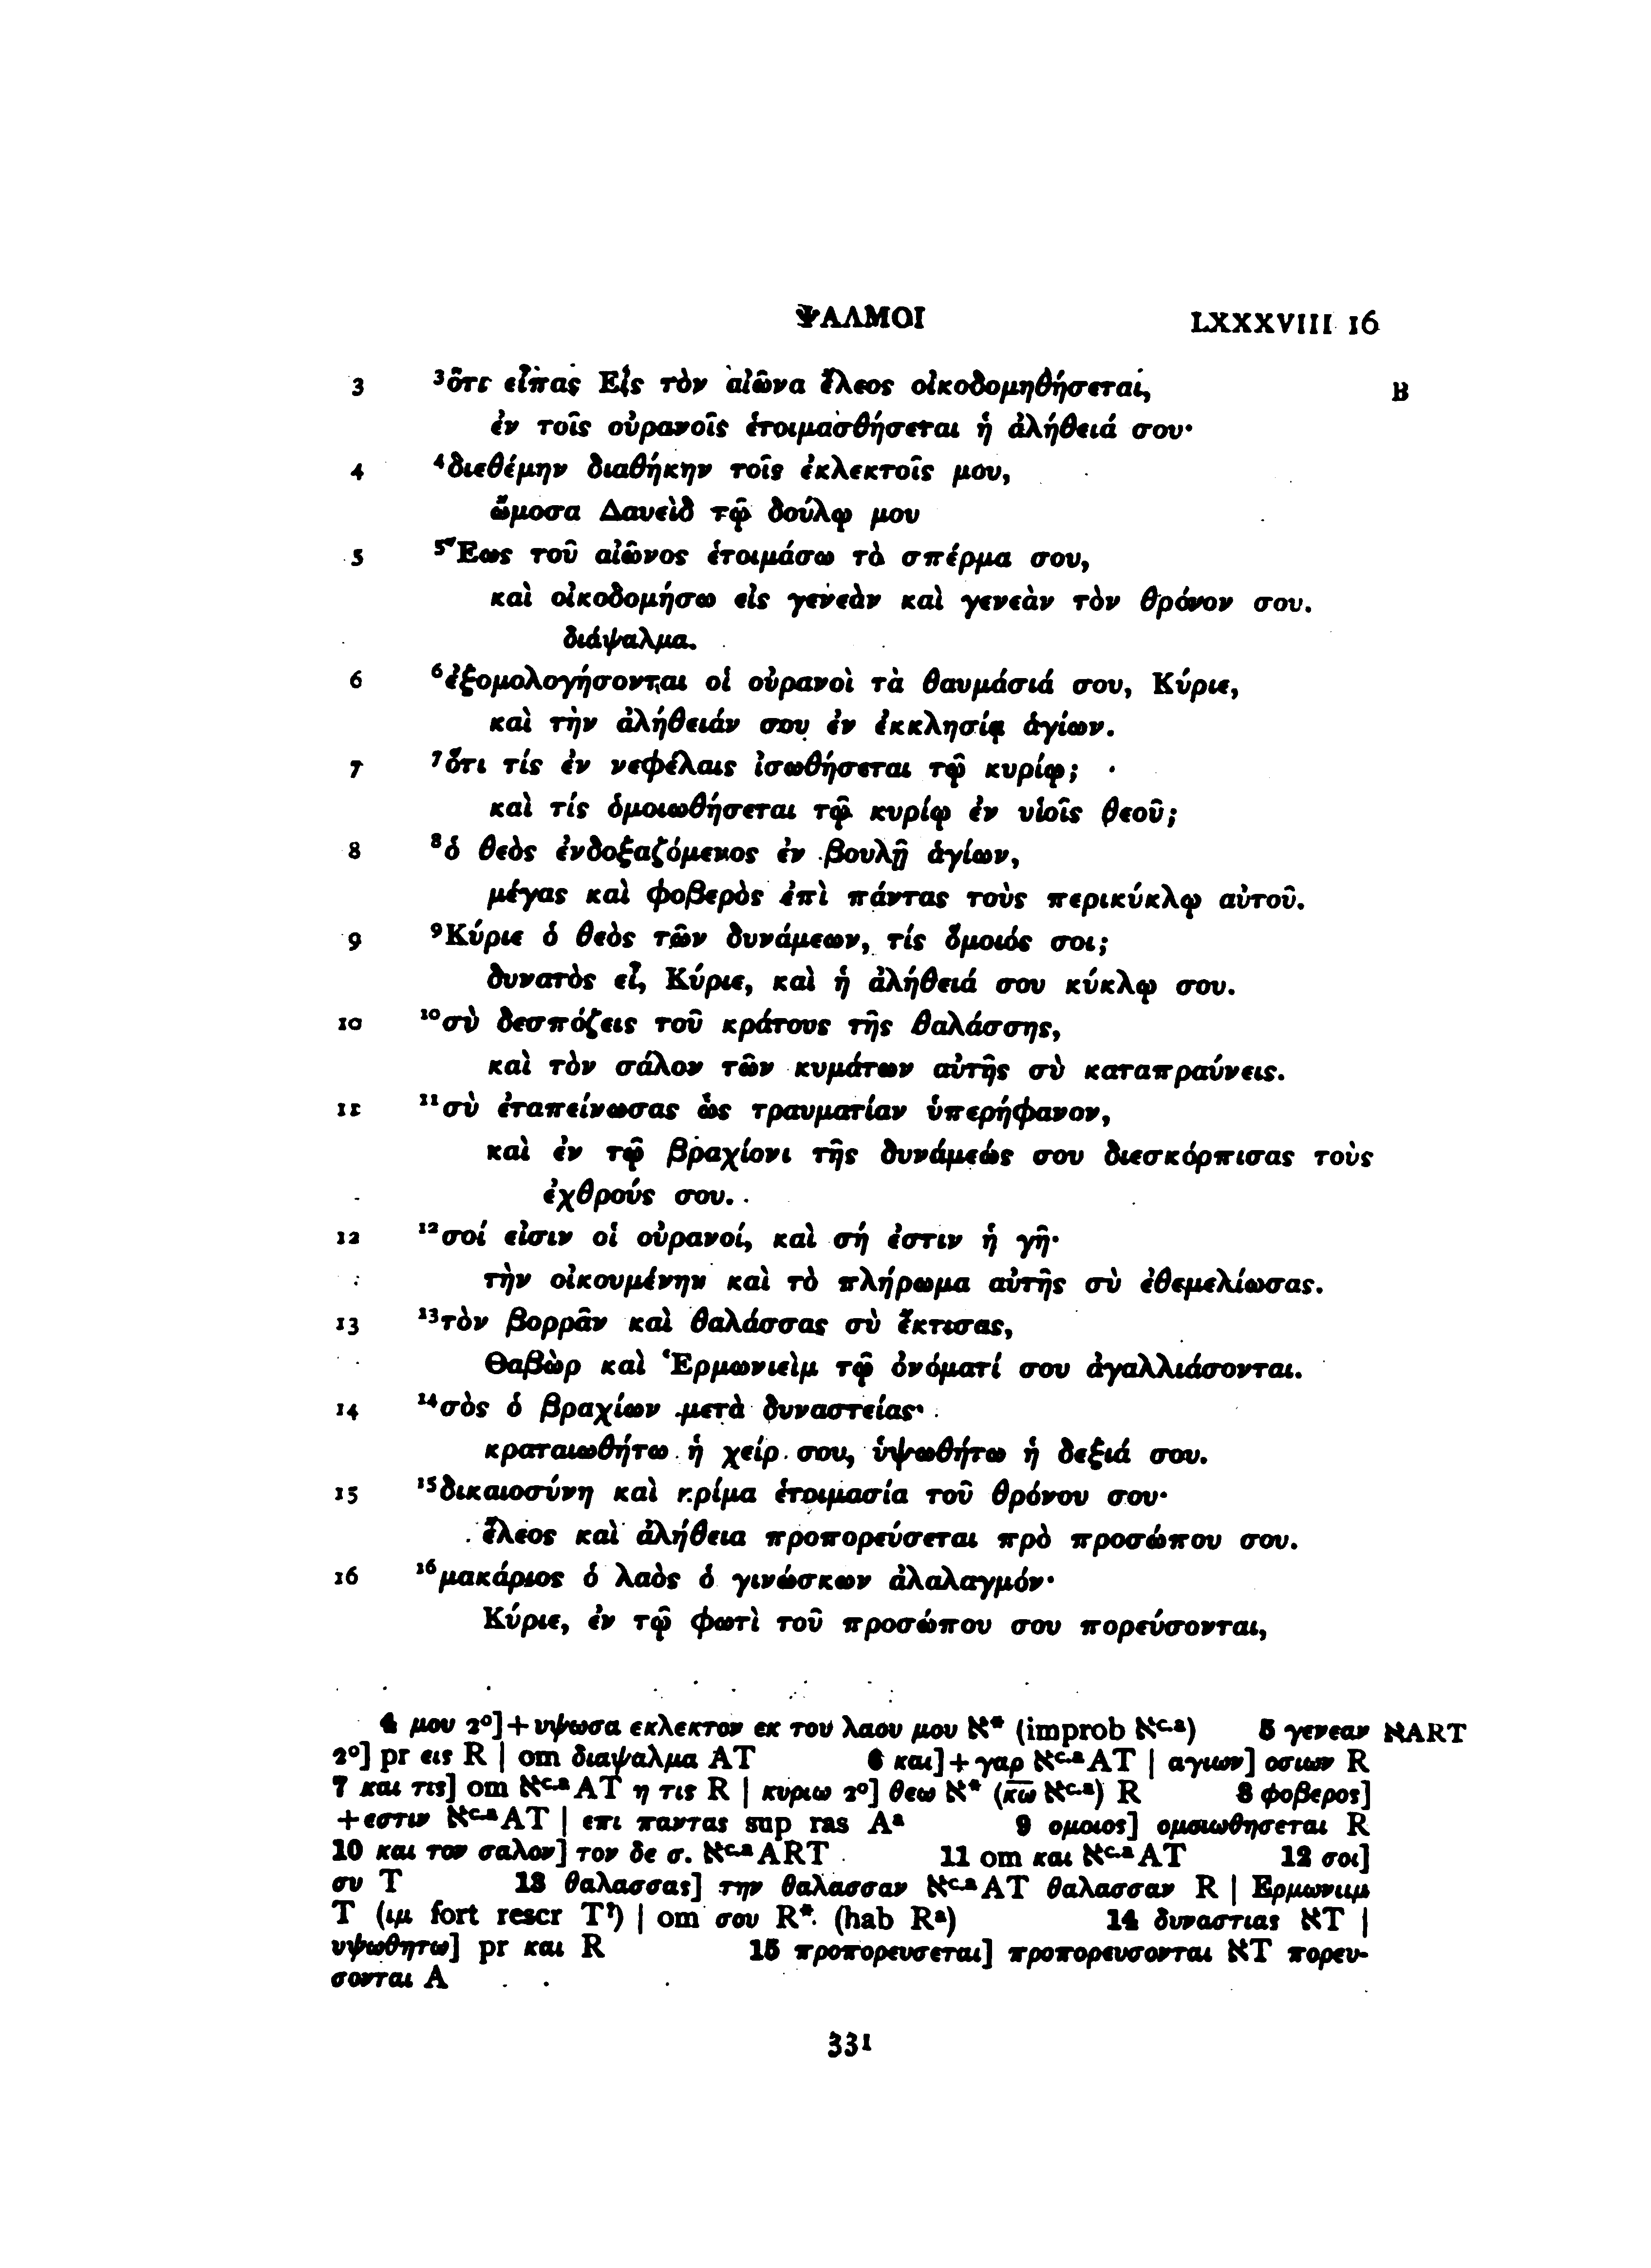 ΨΑΛΜΟΙ LXXXVIII 16
3 ³ὅτι εἶπας Εἰς τὸν αἰῶνα ἔλεος οἰκοδομηθήσεται, B
ἐν τοῖς οὐρανοῖς ἑτοιμασθήσεται ἡ ἀλήθειά σου·
4 ⁴διεθέμην διαθήκην τοῖς ἐκλεκτοῖς μου,
ὤμοσα Δαυεὶδ τῷ δούλῳ μου
5 ⁵Ἕως τοῦ αἰῶνος ἑτοιμάσω τὸ σπέρμα σου,
καὶ οἰκοδομήσω εἰς γενεὰν καὶ γενεὰν τὸν θρόνον σου.
διάψαλμα.
6 ⁶ἐξομολογήσονται οἱ οὐρανοὶ τὰ θαυμάσιά σου, Κύριε,
καὶ τὴν ἀλήθειάν σου ἐν ἐκκλησίᾳ ἁγίων.
7 ⁷ὅτι τίς ἐν νεφέλαις ἰσωθήσεται τῷ κυρίῳ;
καὶ τίς ὁμοιωθήσεται τῷ κυρίῳ ἐν υἱοῖς θεοῦ;
8 ⁸ὁ θεὸς ἐνδοξαζόμενος ἐν βουλῇ ἁγίων,
μέγας καὶ φοβερὸς ἐπὶ πάντας τοὺς περικύκλῳ αὐτοῦ.
9 ⁹Κύριε ὁ θεὸς τῶν δυνάμεων, τίς ὅμοιός σοι;
δυνατὸς εἶ, Κύριε, καὶ ἡ ἀλήθειά σου κύκλῳ σου.
10 ¹⁰σὺ δεσπόζεις τοῦ κράτους τῆς θαλάσσης,
καὶ τὸν σάλον τῶν κυμάτων αὐτῆς σὺ καταπραύνεις.
11 ¹¹σὺ ἐταπείνωσας ὡς τραυματίαν ὑπερήφανον,
καὶ ἐν τῷ βραχίονι τῆς δυνάμεώς σου διεσκόρπισας τοὺς
ἐχθρούς σου.
12 ¹²σοί εἰσιν οἱ οὐρανοί, καὶ σή ἐστιν ἡ γῆ·
τὴν οἰκουμένην καὶ τὸ πλήρωμα αὐτῆς σὺ ἐθεμελίωσας.
13 ¹³τὸν βορρᾶν καὶ θαλάσσας σὺ ἔκτισας,
Θαβὼρ καὶ Ἑρμωνιεὶμ τῷ ὀνόματί σου ἀγαλλιάσονται.
14 ¹⁴σὸς ὁ βραχίων μετὰ δυναστείας·
κραταιωθήτω ἡ χείρ σου, ὑψωθήτω ἡ δεξιά σου.
15 ¹⁵δικαιοσύνη καὶ κρίμα ἑτοιμασία τοῦ θρόνου σου·
ἔλεος καὶ ἀλήθεια προπορεύσεται πρὸ προσώπου σου.
16 ¹⁶μακάριος ὁ λαὸς ὁ γινώσκων ἀλαλαγμόν·
Κύριε, ἐν τῷ φωτὶ τοῦ προσώπου σου πορεύσονται,
4 μου 2°]+υψωσα εκλεκτον εκ του λαου μου ℵ* (improb ℵc.a) 5 γενεαν ℵART
2°] pr εις R | om διαψαλμα AT 6 και]+γαρ ℵc.a AT | αγιων] οσιων R
7 και τις] om ℵc.a AT η τις R | κυριω 2°] θεω ℵ* (κ̅ω̅ ℵc.a) R 8 φοβερος]
+εστιν ℵc.a AT | επι παντας sup ras Aa 9 ομοιος] ομοιωθησεται R
10 και τον σαλον] τον δε σ. ℵc.a ART 11 om και ℵc.a AT 12 σοι]
συ T 13 θαλασσας] την θαλασσαν ℵc.a AT θαλασσαν R | Ερμωνιιμ
T (ιμ fort rescr T?) | om σου R* (hab Ra) 14 δυναστιας ℵT |
υψωθητω] pr και R 15 προπορευσεται] προπορευσονται ℵT πορευ-
σονται A
331